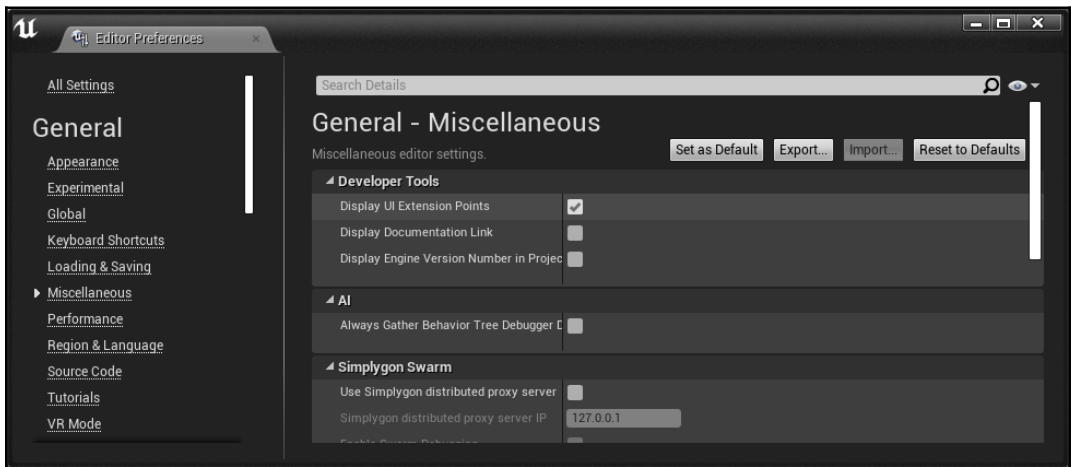 Editor Preferences
All Settings
General
Appearance
Experimental
Global
Keyboard Shortcuts
Loading & Saving
Miscellaneous
Performance
Region & Language
Source Code
Tutorials
VR Mode
Search Details
General - Miscellaneous
Miscellaneous editor settings.
Set as Default
Export...
Import...
Reset to Defaults
Developer Tools
Display UI Extension Points
Display Documentation Link
Display Engine Version Number in Projec
AI
Always Gather Behavior Tree Debugger D
Simplygon Swarm
Use Simplygon distributed proxy server
Simplygon distributed proxy server IP
127.0.0.1
Enable Swarm Debugging